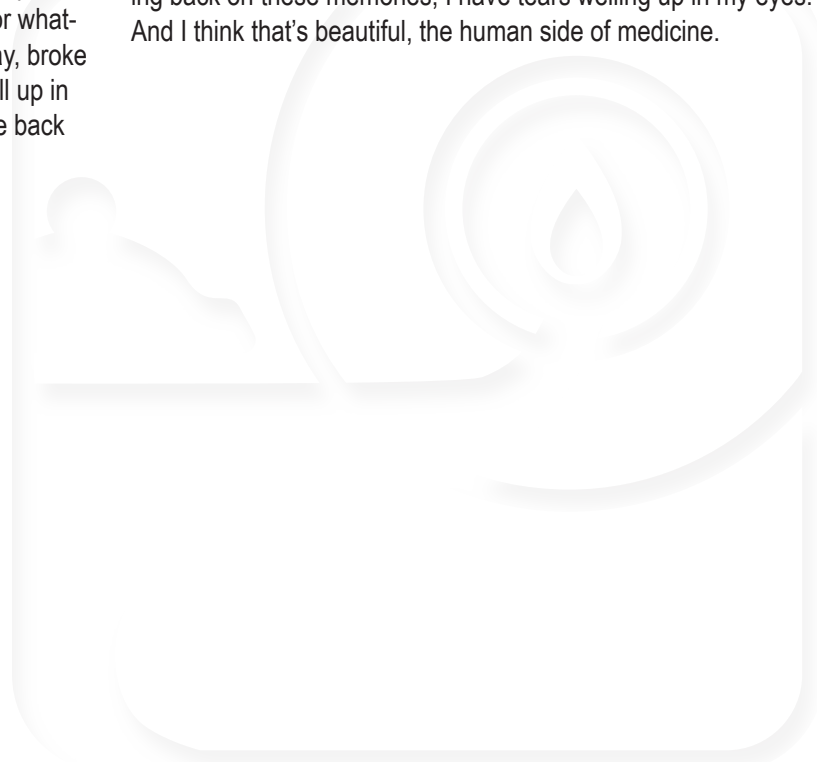 or what-
ay, broke
ll up in
e back
ing back on these memories, I have tears welling up in my eyes.
And I think that's beautiful, the human side of medicine.